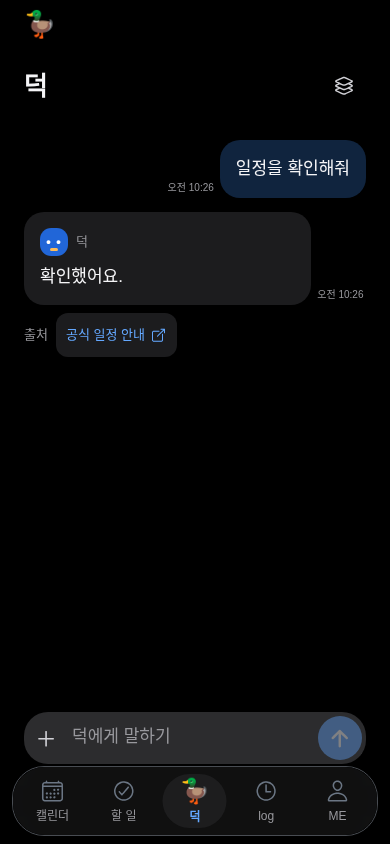 덕
일정을 확인해줘
오전 10:26
덕
확인했어요.
오전 10:26
출처
공식 일정 안내
덕에게 말하기
캘린더
할 일
덕
log
ME